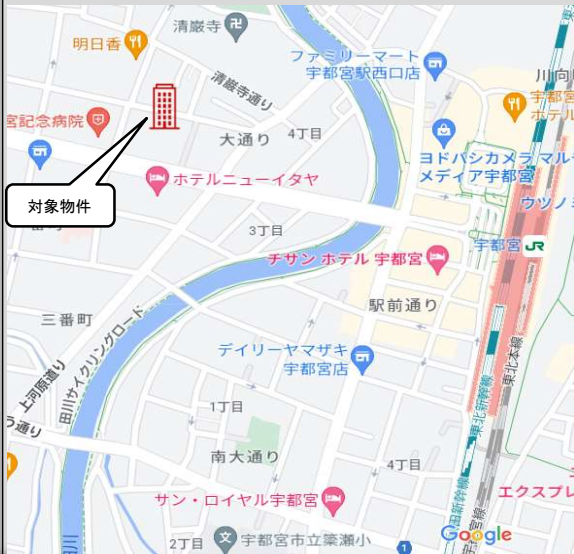 清巌寺
明日香
ファミリーマート
宇都宮駅西口店
川向
清巌寺通り
宇都宮
ホテル
宮記念病院
大通り 4丁目
ヨドバシカメラ マル
メディア宇都宮
ホテルニューイタヤ
対象物件
ウツノミ
3丁目
宇都宮 JR
チサン ホテル 宇都宮
駅前通り
三番町
田川サイクリングロード
デイリーヤマザキ
宇都宮店
上河原通り
東北本線
東北新幹線
1丁目
う通り
南大通り
4丁目
サン・ロイヤル宇都宮
エクスプレ
田川
2丁目
宇都宮市立簗瀬小
宇都宮線
Google
1